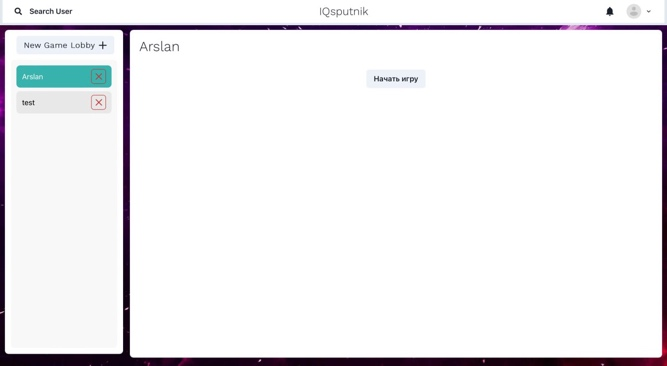 Search User
IQsputnik
New Game Lobby
Arslan
test
Arslan
Начать игру